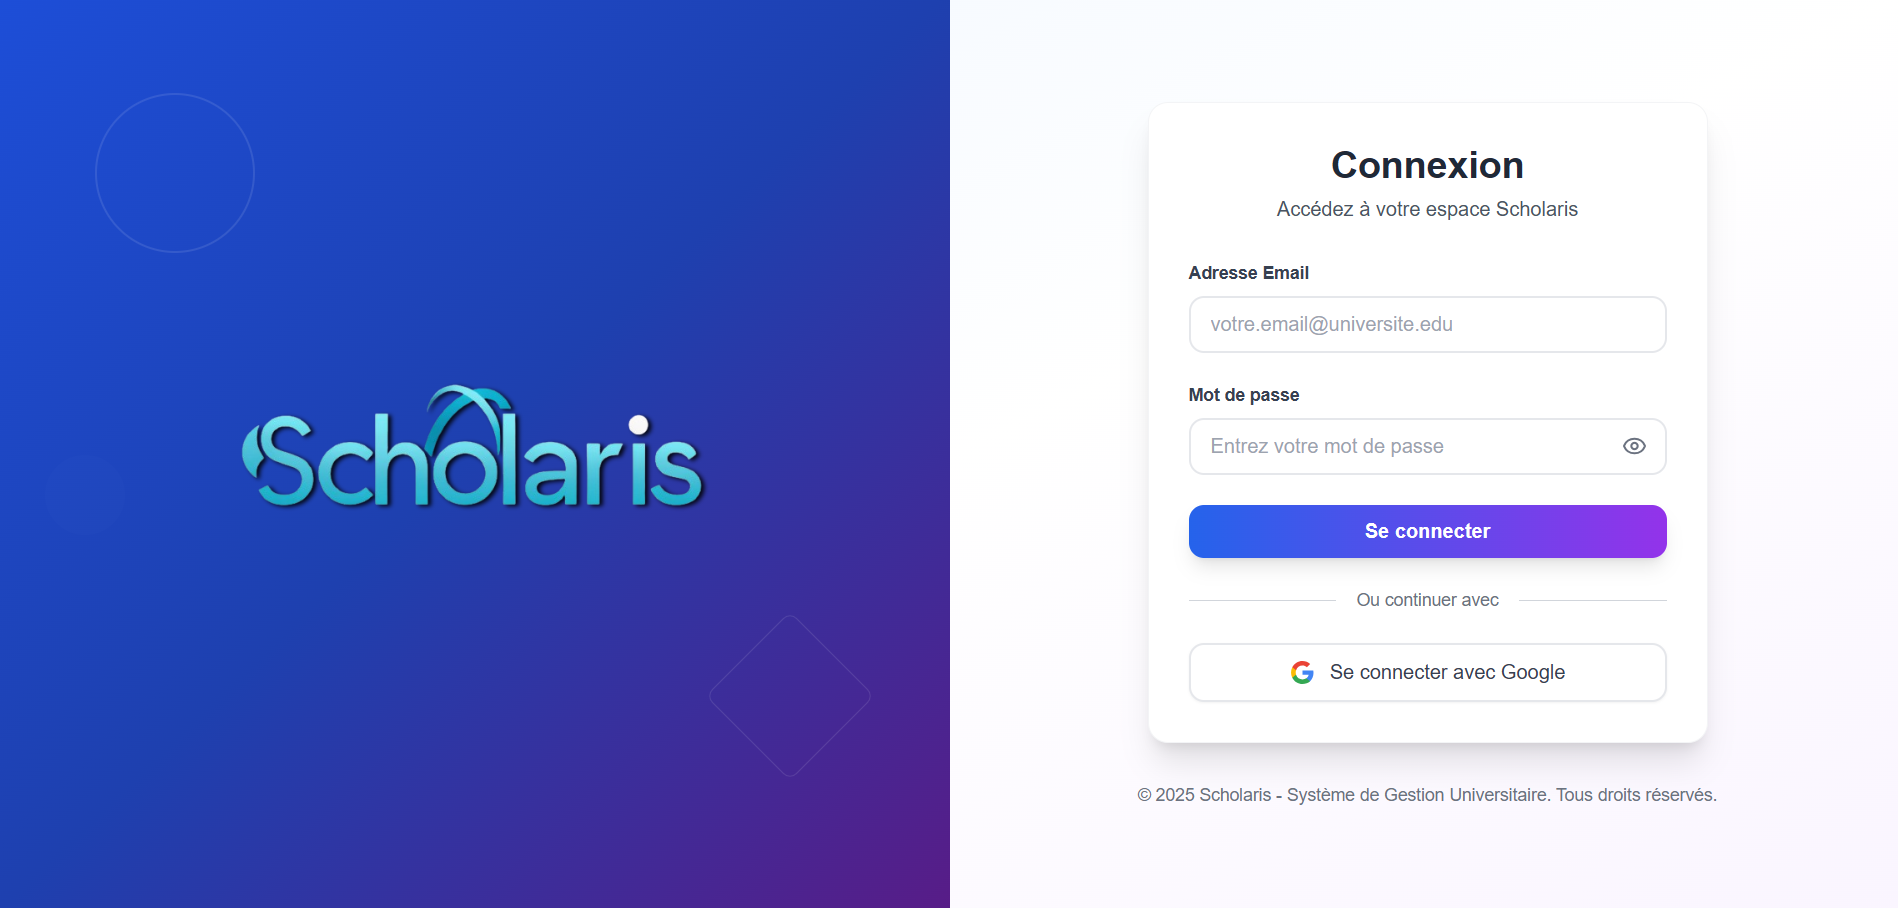 Scholaris
Connexion
Accédez à votre espace Scholaris
Adresse Email
votre.email@universite.edu
Mot de passe
Entrez votre mot de passe
Se connecter
Ou continuer avec
Se connecter avec Google
© 2025 Scholaris - Système de Gestion Universitaire. Tous droits réservés.